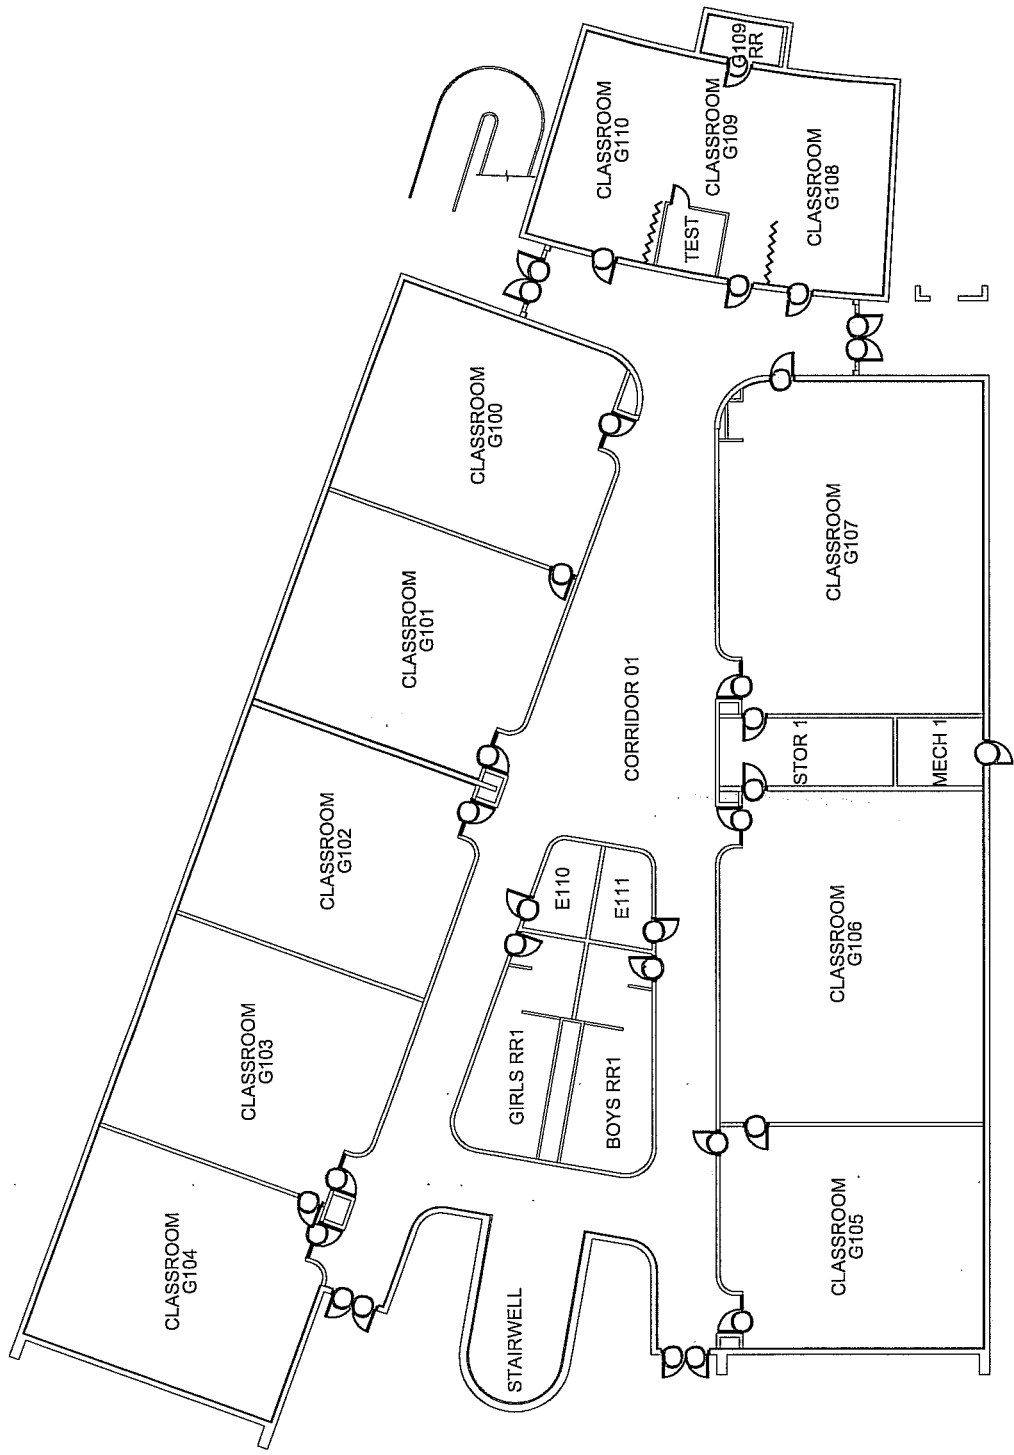 G109
RR
CLASSROOM
G110
CLASSROOM
G109
CLASSROOM
G108
TEST
CLASSROOM
G100
CLASSROOM
G101
CLASSROOM
G107
CORRIDOR 01
STOR 1
MECH 1
CLASSROOM
G102
E110
E111
CLASSROOM
G106
CLASSROOM
G103
GIRLS RR1
BOYS RR1
CLASSROOM
G104
CLASSROOM
G105
STAIRWELL